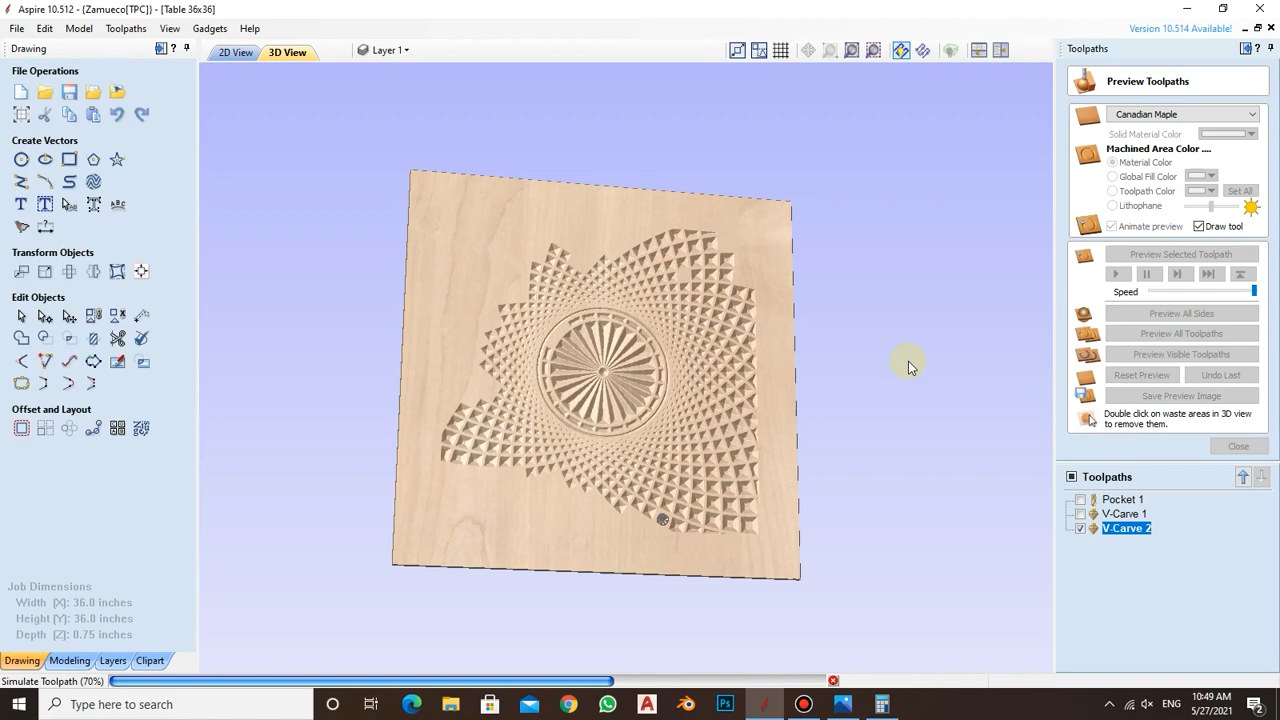 Aspire 10.512 - {Zamueco[TPC]} - [Table 36x36]
File Edit Model Toolpaths View Gadgets Help
Version 10.514 Available!
Drawing
2D View
3D View
Layer 1
Toolpaths
File Operations
Create Vectors
Transform Objects
Edit Objects
Offset and Layout
Job Dimensions
Width (X): 36.0 inches
Height (Y): 36.0 inches
Depth (Z): 0.75 inches
Drawing Modeling Layers Clipart
Simulate Toolpath (70%)
Preview Toolpaths
Canadian Maple
Solid Material Color
Machined Area Color ....
Material Color
Global Fill Color
Toolpath Color
Set All
Lithophane
Animate preview
Draw tool
Preview Selected Toolpath
Speed
Preview All Sides
Preview All Toolpaths
Preview Visible Toolpaths
Reset Preview
Undo Last
Save Preview Image
Double click on waste areas in 3D view
to remove them.
Close
Toolpaths
Pocket 1
V-Carve 1
V-Carve 2
Type here to search
Ps
ENG
10:49 AM
5/27/2021
2